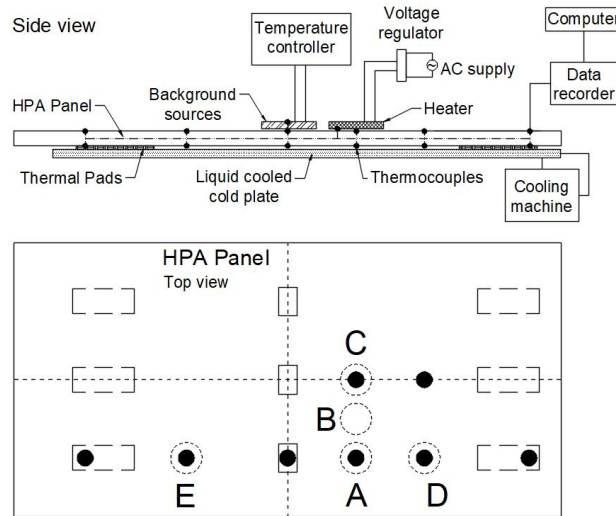 Side view
Temperature
controller
Voltage
regulator
Computer
AC supply
Data
recorder
HPA Panel
Background
sources
Heater
Thermal Pads
Liquid cooled
cold plate
Thermocouples
Cooling
machine
HPA Panel
Top view
C
B
E
A
D